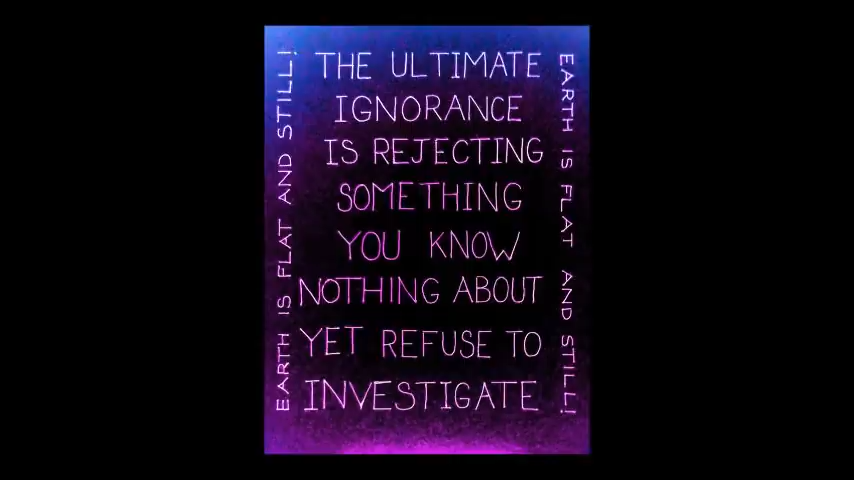 EARTH IS FLAT AND STILL!
THE ULTIMATE
IGNORANCE
IS REJECTING
SOMETHING
YOU KNOW
NOTHING ABOUT
YET REFUSE TO
INVESTIGATE
EARTH IS FLAT AND STILL!